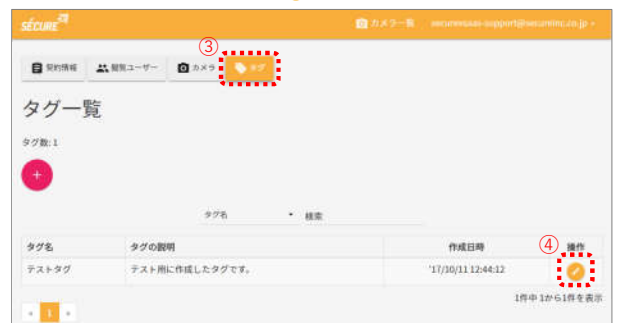 SÉCURE
カメラ一覧 securevsaas-support@secureinc.co.jp
③
契約情報 閲覧ユーザー カメラ タグ
タグ一覧
タグ数: 1
+
タグ名 検索
タグ名 タグの説明 作成日時 ④ 操作
テストタグ テスト用に作成したタグです。 '17/10/11 12:44:12
1件中 1から1件を表示
« 1 »